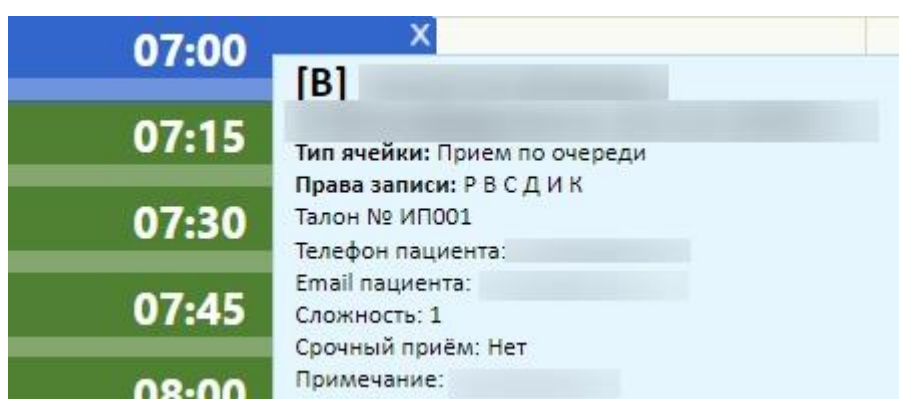 07:00
X
[В]
07:15
Тип ячейки: Прием по очереди
Права записи: Р В С Д И К
07:30
Талон № ИП001
Телефон пациента:
Email пациента:
07:45
Сложность: 1
Срочный приём: Нет
Примечание:
08:00